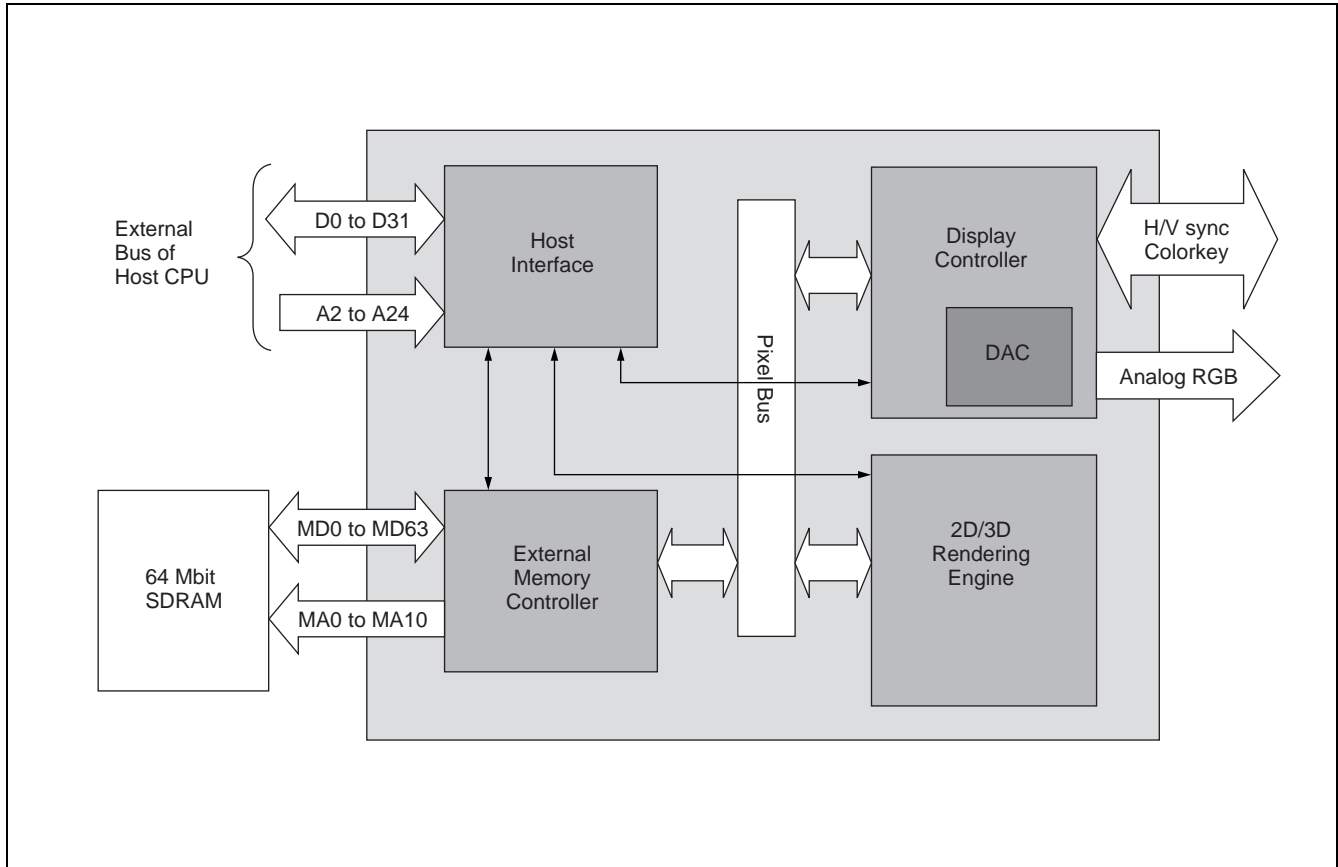 External
Bus of
Host CPU
D0 to D31
A2 to A24
Host
Interface
Pixel Bus
Display
Controller
DAC
H/V sync
Colorkey
Analog RGB
64 Mbit
SDRAM
MD0 to MD63
MA0 to MA10
External
Memory
Controller
2D/3D
Rendering
Engine